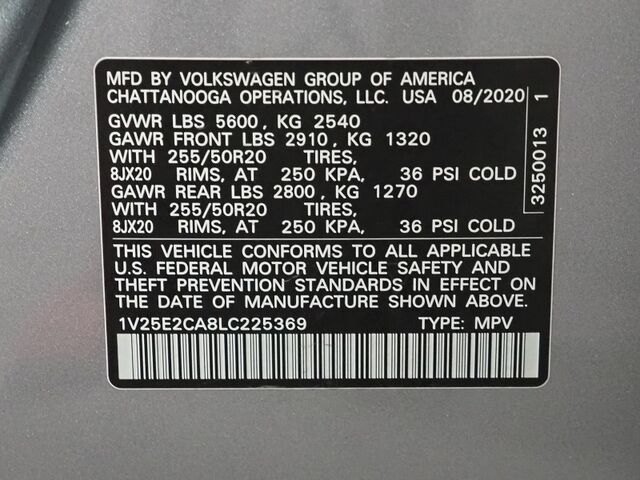 MFD BY VOLKSWAGEN GROUP OF AMERICA
CHATTANOOGA OPERATIONS, LLC. USA 08/2020
GVWR LBS 5600, KG 2540
GAWR FRONT LBS 2910, KG 1320
WITH 255/50R20 TIRES,
8JX20 RIMS, AT 250 KPA, 36 PSI COLD
GAWR REAR LBS 2800, KG 1270
WITH 255/50R20 TIRES,
8JX20 RIMS, AT 250 KPA, 36 PSI COLD
THIS VEHICLE CONFORMS TO ALL APPLICABLE
U.S. FEDERAL MOTOR VEHICLE SAFETY AND
THEFT PREVENTION STANDARDS IN EFFECT ON
THE DATE OF MANUFACTURE SHOWN ABOVE.
1V25E2CA8LC225369 TYPE: MPV
3250013 1